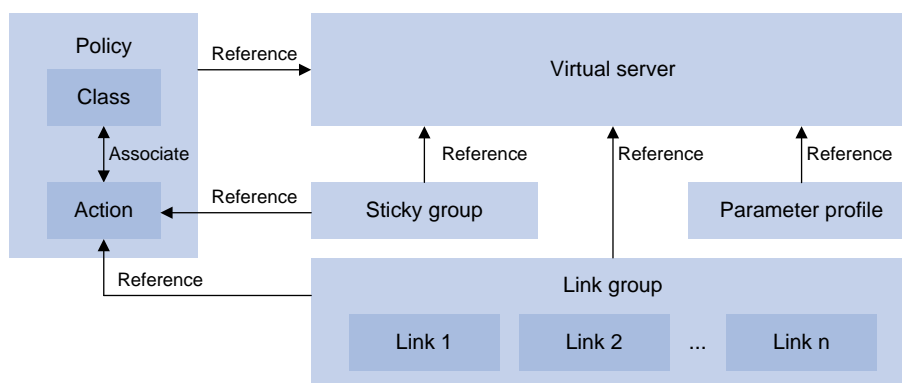 Policy
Class
Associate
Action
Reference
Virtual server
Reference
Reference
Reference
Reference
Sticky group
Parameter profile
Reference
Link group
Link 1
Link 2
...
Link n